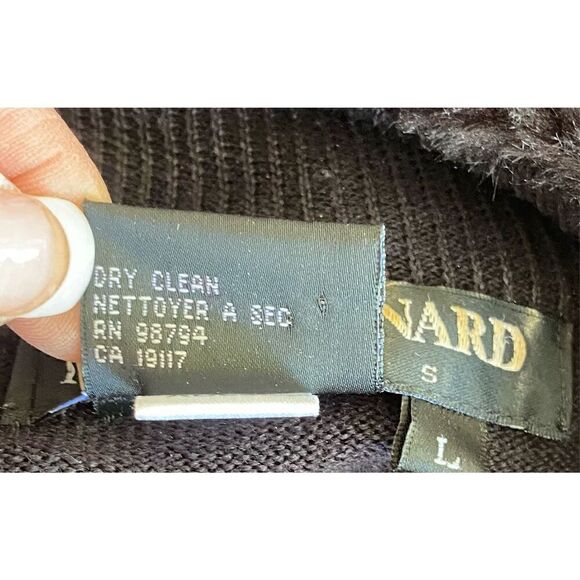 DRY CLEAN
NETTOYER A SEC
RN 98794
CA 19117
NARD
S
L